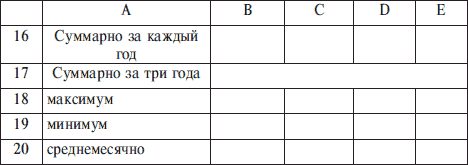 A B C D E
16 Суммарно за каждый
год
17 Суммарно за три года
18 максимум
19 минимум
20 среднемесячно